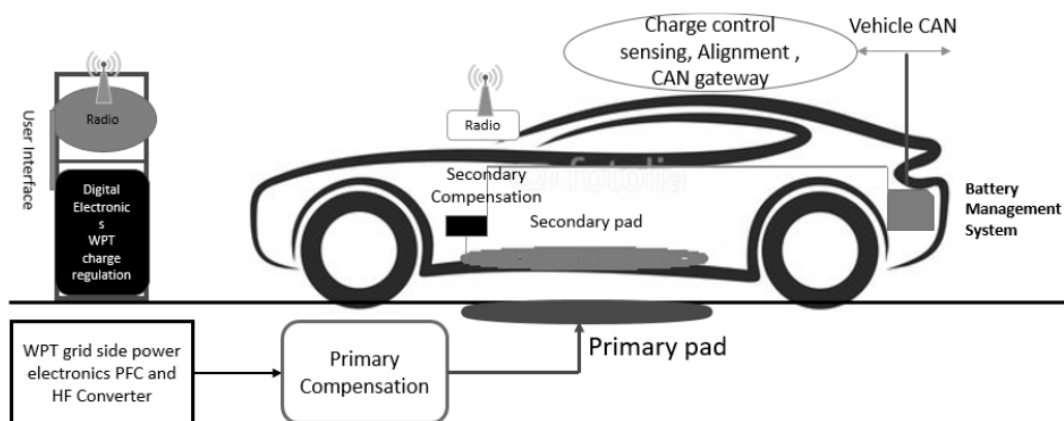 Charge control
sensing, Alignment ,
CAN gateway
Vehicle CAN
User Interface
Radio
Digital
Electronic
s
WPT
charge
regulation
Radio
Secondary
Compensation
Secondary pad
fotolia
Battery
Management
System
WPT grid side power
electronics PFC and
HF Converter
Primary
Compensation
Primary pad